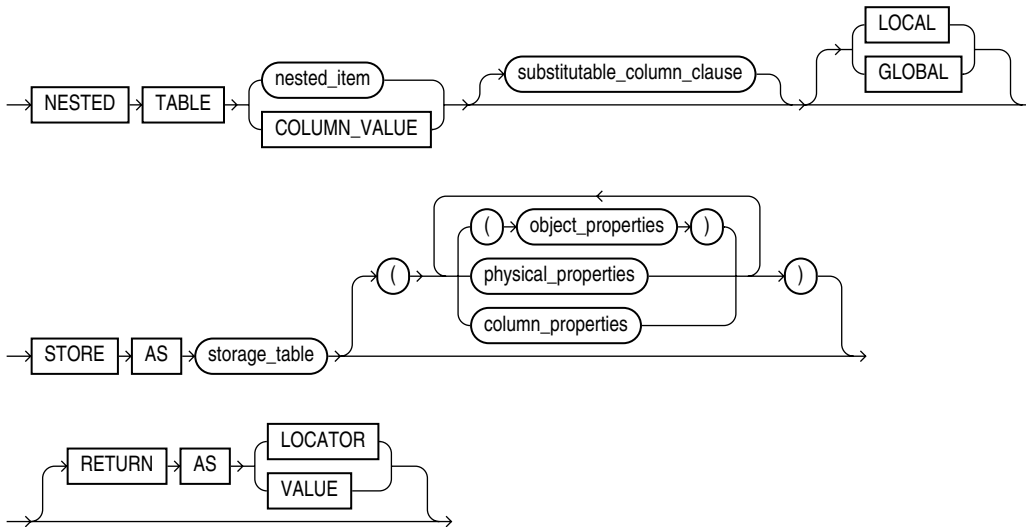 LOCAL
nested_item substitutable_column_clause GLOBAL
NESTED TABLE
COLUMN_VALUE
( object_properties )
( physical_properties )
column_properties
STORE AS storage_table
LOCATOR
RETURN AS
VALUE